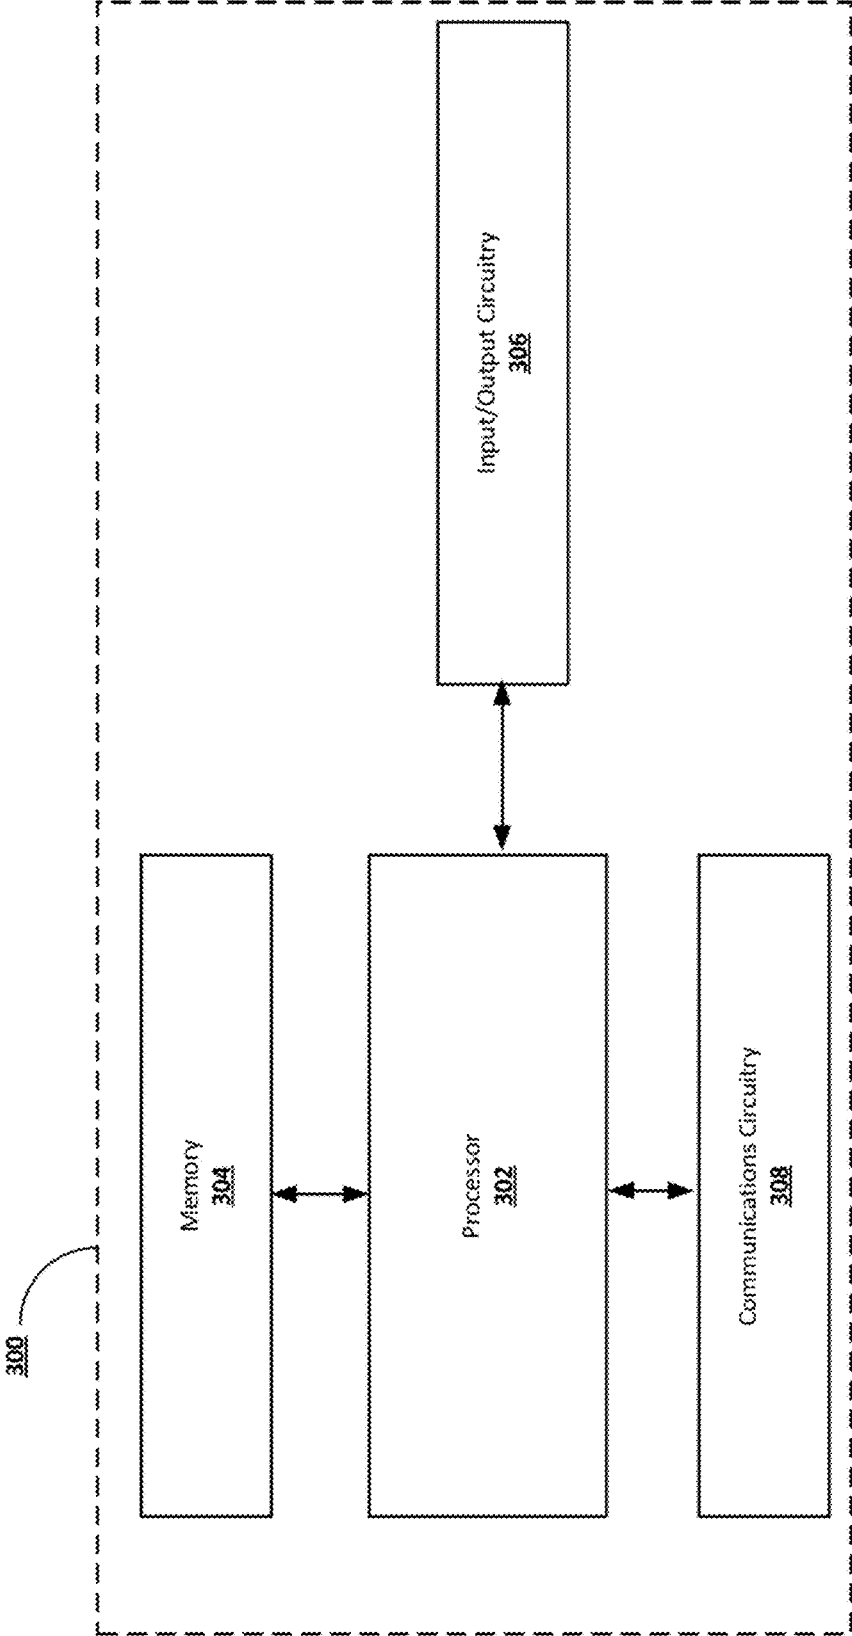 300
Memory
304
Processor
302
Input/Output Circuitry
306
Communications Circuitry
308